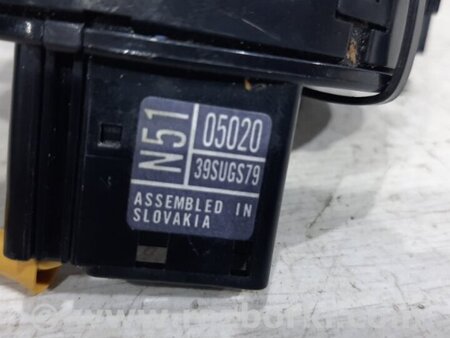 N51
05020
39SUGS79
ASSEMBLED IN
SLOVAKIA